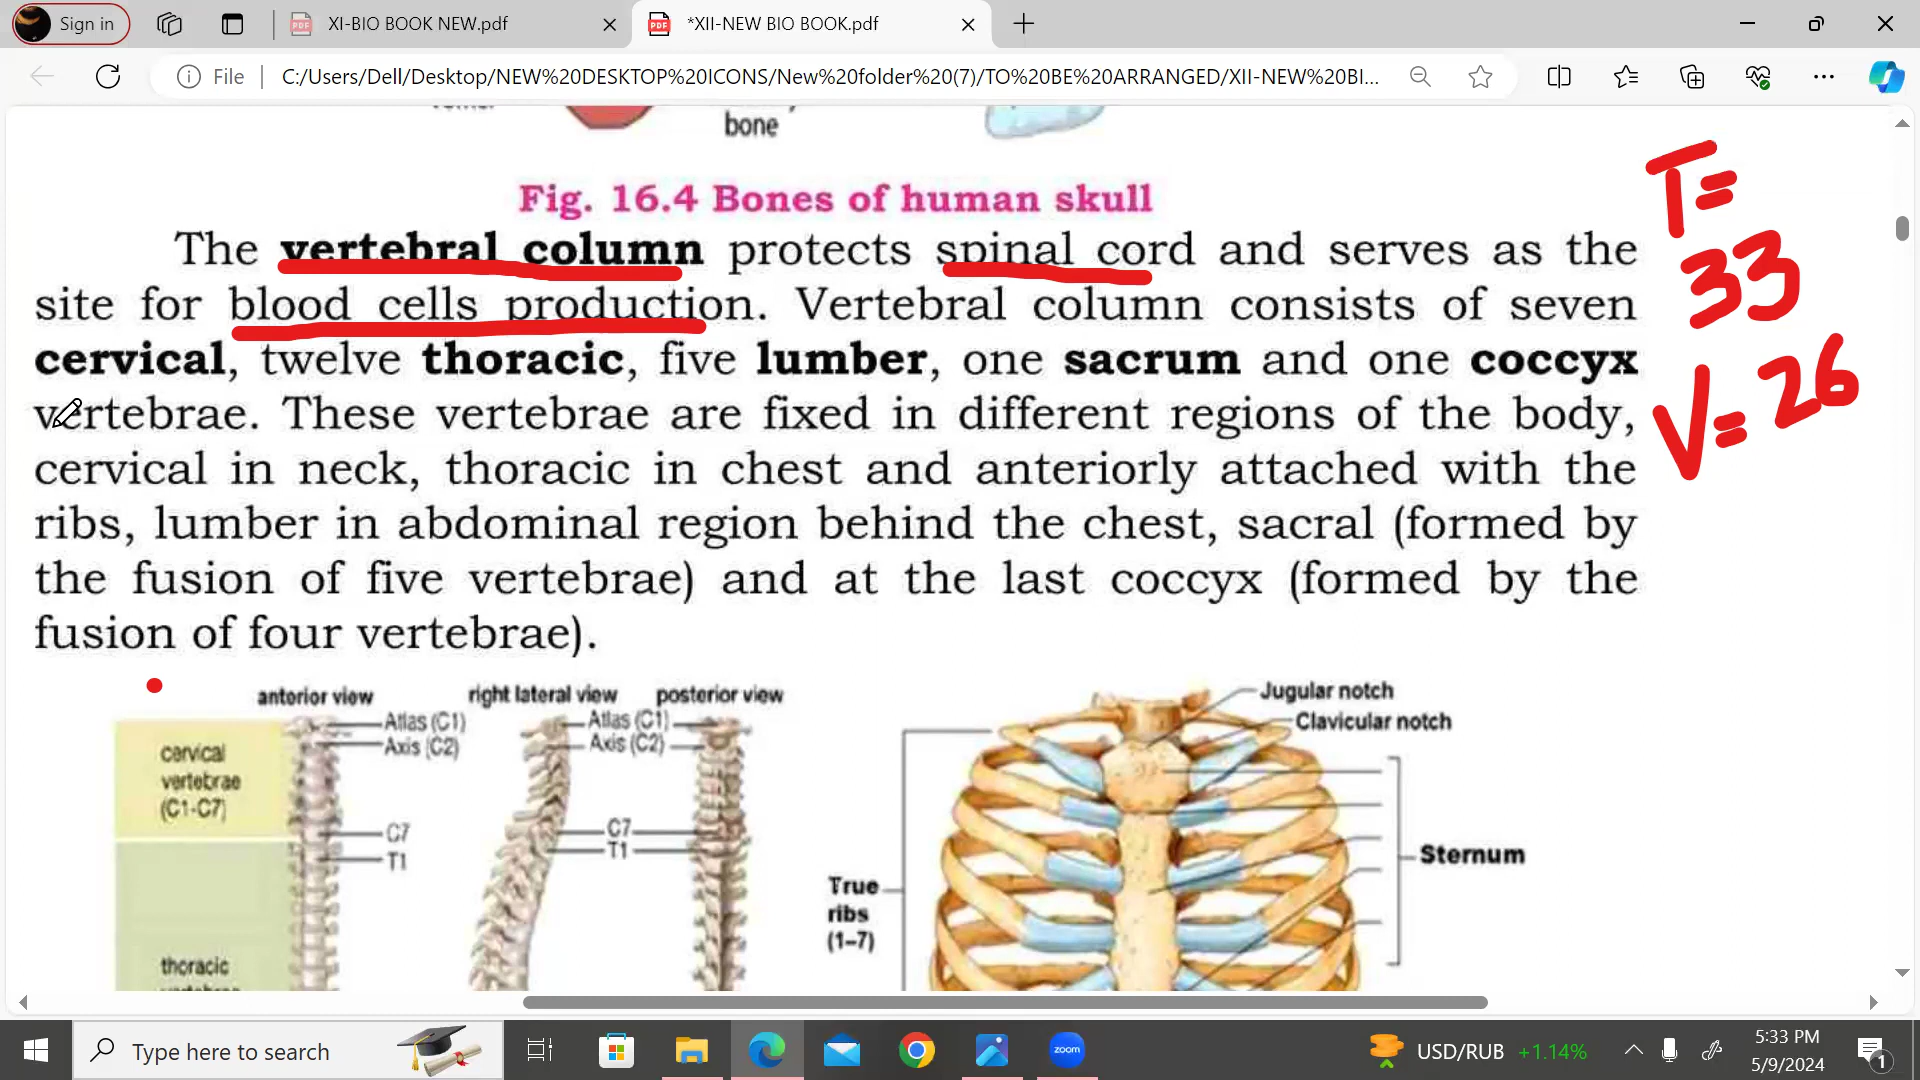 Sign in
XI-BIO BOOK NEW.pdf
*XII-NEW BIO BOOK.pdf
File
C:/Users/Dell/Desktop/NEW%20DESKTOP%20ICONS/New%20folder%20(7)/TO%20BE%20ARRANGED/XII-NEW%20BI...
bone
Fig. 16.4 Bones of human skull
The vertebral column protects spinal cord and serves as the
site for blood cells production. Vertebral column consists of seven
cervical, twelve thoracic, five lumber, one sacrum and one coccyx
vertebrae. These vertebrae are fixed in different regions of the body,
cervical in neck, thoracic in chest and anteriorly attached with the
ribs, lumber in abdominal region behind the chest, sacral (formed by
the fusion of five vertebrae) and at the last coccyx (formed by the
fusion of four vertebrae).
T=
33
V=26
anterior view
right lateral view
posterior view
Atlas (C1)
Axis (C2)
Atlas (C1)
Axis (C2)
cervical
vertebrae
(C1-C7)
C7
T1
C7
T1
thoracic
Jugular notch
Clavicular notch
Sternum
True
ribs
(1–7)
Type here to search
zoom
USD/RUB +1.14%
5:33 PM
5/9/2024
1